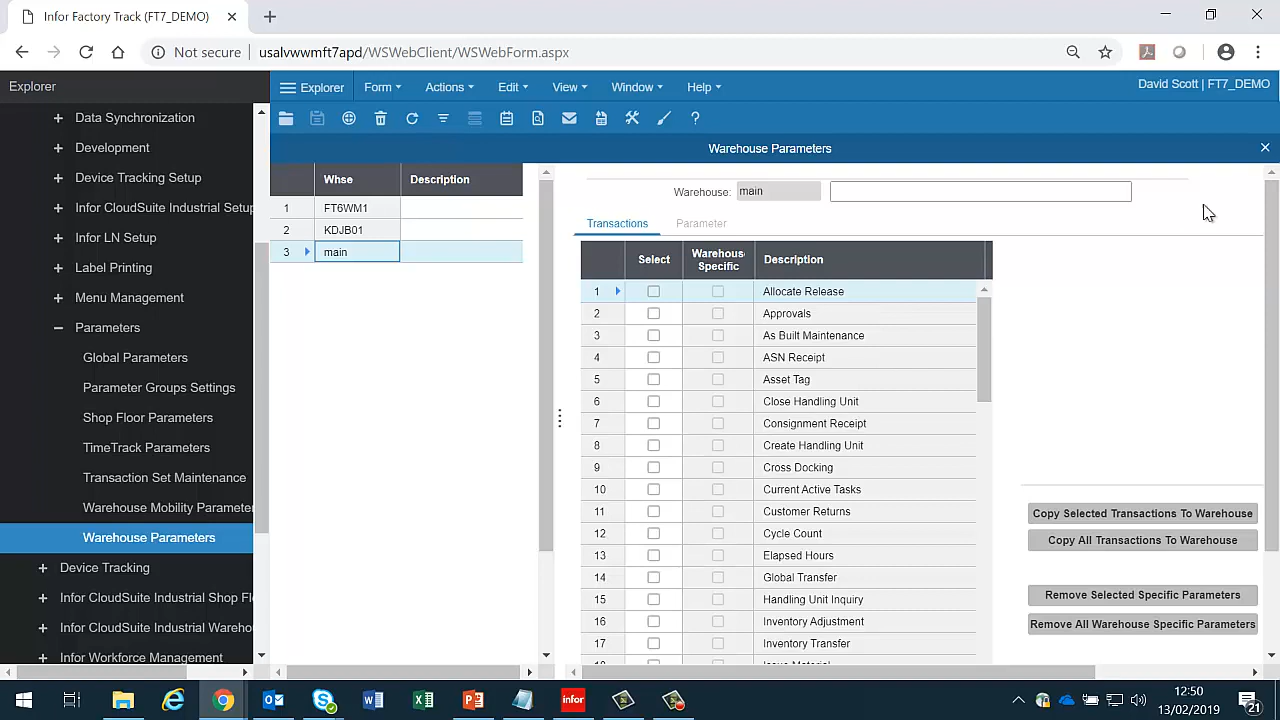 Infor Factory Track (FT7_DEMO)
Not secure
usalvwwmft7apd/WSWebClient/WSWebForm.aspx
Explorer
Explorer Form Actions Edit View Window Help
David Scott | FT7_DEMO
Warehouse Parameters
Data Synchronization
Development
Device Tracking Setup
Infor CloudSuite Industrial Setup
Infor LN Setup
Label Printing
Menu Management
Parameters
Global Parameters
Parameter Groups Settings
Shop Floor Parameters
TimeTrack Parameters
Transaction Set Maintenance
Warehouse Mobility Parameter
Warehouse Parameters
Device Tracking
Infor CloudSuite Industrial Shop Fl
Infor CloudSuite Industrial Wareho
Infor Workforce Management
Whse Description
1 FT6WM1
2 KDJB01
3 main
Warehouse: main
Transactions Parameter
Select Warehous Specific Description
1 Allocate Release
2 Approvals
3 As Built Maintenance
4 ASN Receipt
5 Asset Tag
6 Close Handling Unit
7 Consignment Receipt
8 Create Handling Unit
9 Cross Docking
10 Current Active Tasks
11 Customer Returns
12 Cycle Count
13 Elapsed Hours
14 Global Transfer
15 Handling Unit Inquiry
16 Inventory Adjustment
17 Inventory Transfer
Copy Selected Transactions To Warehouse
Copy All Transactions To Warehouse
Remove Selected Specific Parameters
Remove All Warehouse Specific Parameters
infor
12:50
13/02/2019
21